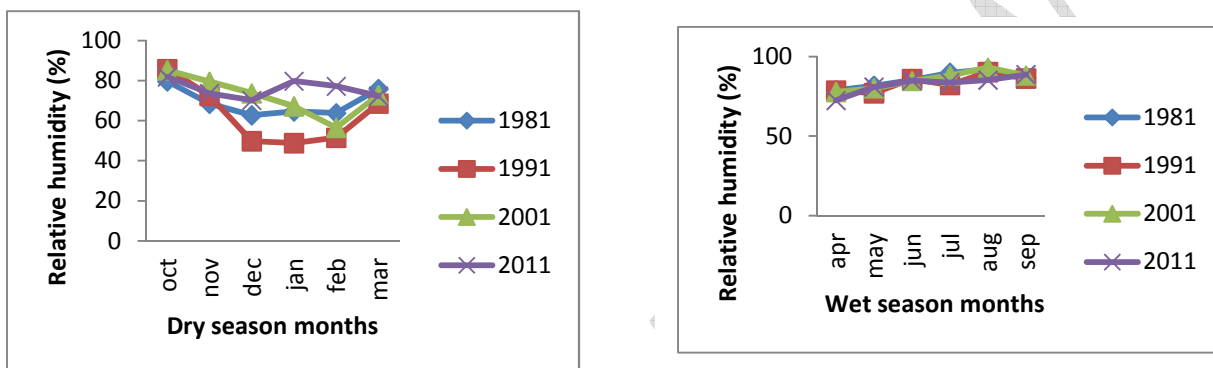 100
80
60
40
20
0
Relative humidity (%)
oct
nov
dec
jan
feb
mar
Dry season months
1981
1991
2001
2011
100
50
0
Relative humidity (%)
apr
may
jun
jul
aug
sep
Wet season months
1981
1991
2001
2011